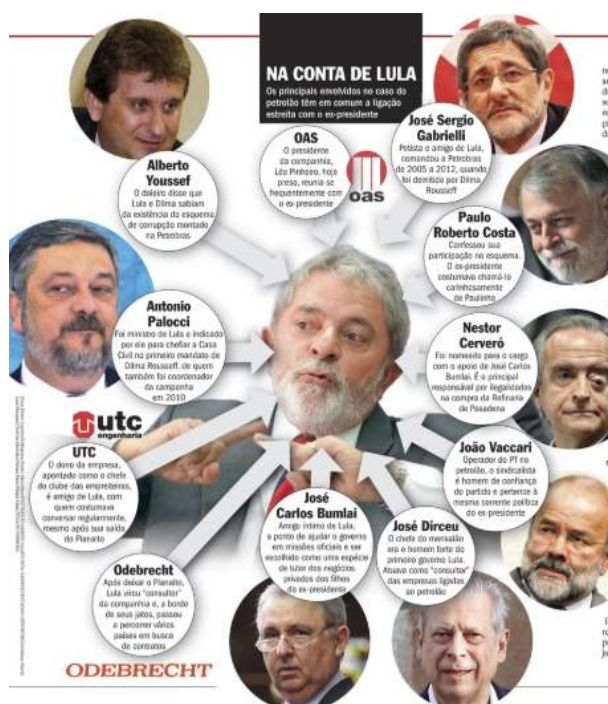 NA CONTA DE LULA
Os principais envolvidos no caso do
petrolão têm em comum a ligação
estreita com o ex-presidente
Alberto
Youssef
O doleiro disse que
Lula e Dilma sabiam
da existência do esquema
de corrupção montado
na Petrobras
OAS
O presidente
da companhia,
Léo Pinheiro, hoje
preso, reunia-se
frequentemente com
o ex-presidente
oas
José Sergio
Gabrielli
Petista e amigo de Lula,
comandou a Petrobras
de 2005 a 2012, quando
foi demitido por Dilma
Rousseff
Paulo
Roberto Costa
Confessou sua
participação no esquema.
O ex-presidente
costumava chamá-lo
carinhosamente
de Paulinho
Antonio
Palocci
Foi ministro de Lula e indicado
por ele para chefiar a Casa
Civil na primeiro mandato de
Dilma Rousseff, de quem
também foi coordenador
da campanha
em 2010
Nestor
Cerveró
Foi nomeado para o cargo
com o apoio de José Carlos
Bumlai. É o principal
responsável por ilegalidades
na compra da Refinaria
de Pasadena
utc
engenharia
UTC
O dono da empresa,
apontado como o chefe
do clube das empreiteiras,
é amigo de Lula, com
quem costumava
conversar regularmente,
mesmo após sua saída
do Planalto
João Vaccari
Operador do PT no
petrolão, o sindicalista
é homem de confiança
do partido e pertence à
mesma corrente política
do ex-presidente
José
Carlos Bumlai
Amigo íntimo de Lula,
a ponto de ajudar o governo
em missões oficiais e ser
escolhido como uma espécie
de tutor dos negócios
privados dos filhos
do ex-presidente
José Dirceu
O chefe do mensalão
era o homem forte do
primeiro governo Lula.
Atuava como "consultor"
das empresas ligadas
ao petrolão
Odebrecht
Após deixar o Planalto,
Lula virou "consultor"
da companhia e, a bordo
de seus jatos, passou
a percorrer vários
países em busca
de contratos
ODEBRECHT